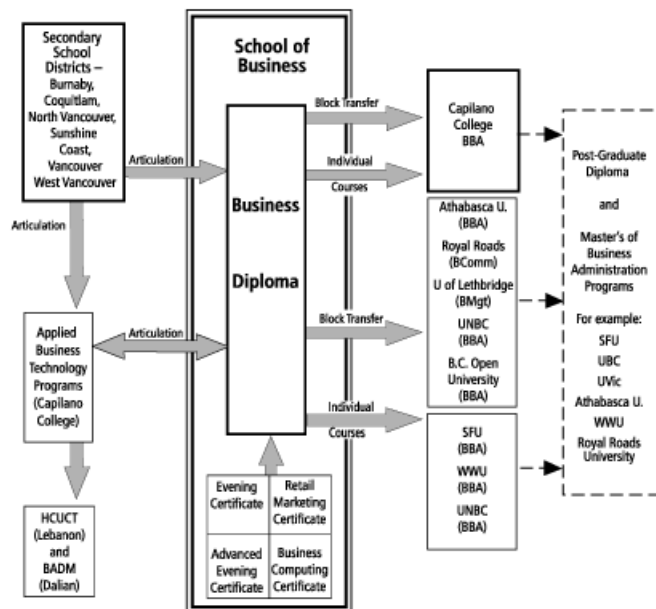 Secondary
School
Districts –
Burnaby,
Coquitlam,
North Vancouver,
Sunshine
Coast,
Vancouver
West Vancouver
Articulation
Articulation
Applied
Business
Technology
Programs
(Capilano
College)
HCUCT
(Lebanon)
and
BADM
(Dalian)
School of
Business
Business
Diploma
Articulation
Evening
Certificate
Retail
Marketing
Certificate
Advanced
Evening
Certificate
Business
Computing
Certificate
Block Transfer
Individual
Courses
Block Transfer
Individual
Courses
Capilano
College
BBA
Athabasca U.
(BBA)
Royal Roads
(BComm)
U of Lethbridge
(BMgt)
UNBC
(BBA)
B.C. Open
University
(BBA)
SFU
(BBA)
WWU
(BBA)
UNBC
(BBA)
Post-Graduate
Diploma
and
Master's of
Business
Administration
Programs
For example:
SFU
UBC
UVic
Athabasca U.
WWU
Royal Roads
University